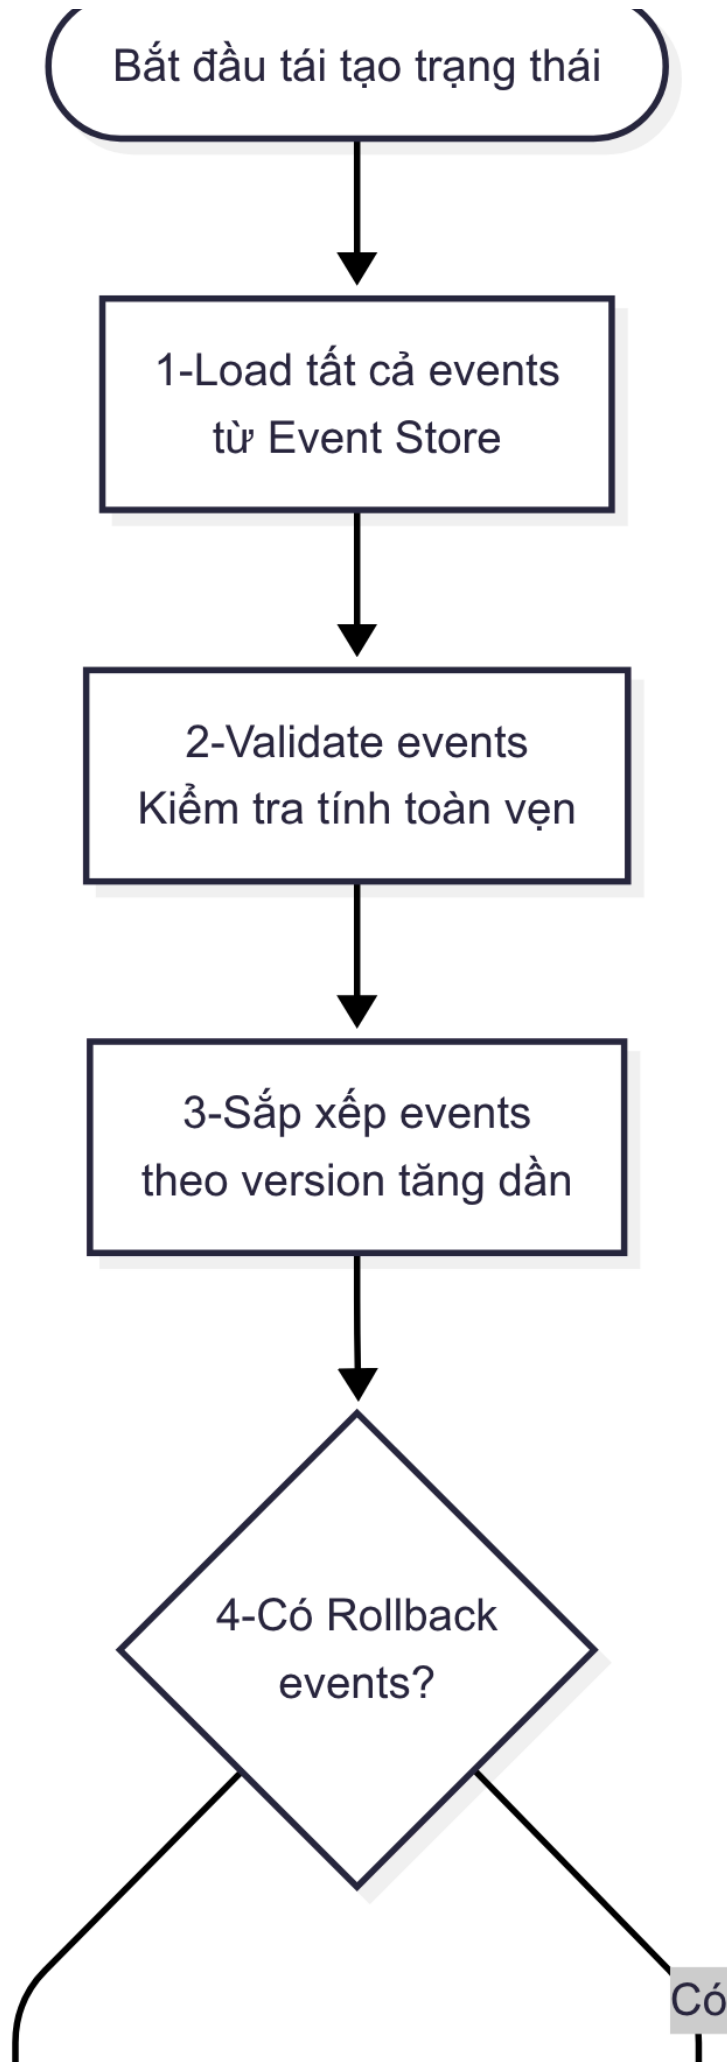 Bắt đầu tái tạo trạng thái
1-Load tất cả events
từ Event Store
2-Validate events
Kiểm tra tính toàn vẹn
3-Sắp xếp events
theo version tăng dần
4-Có Rollback
events?
Có